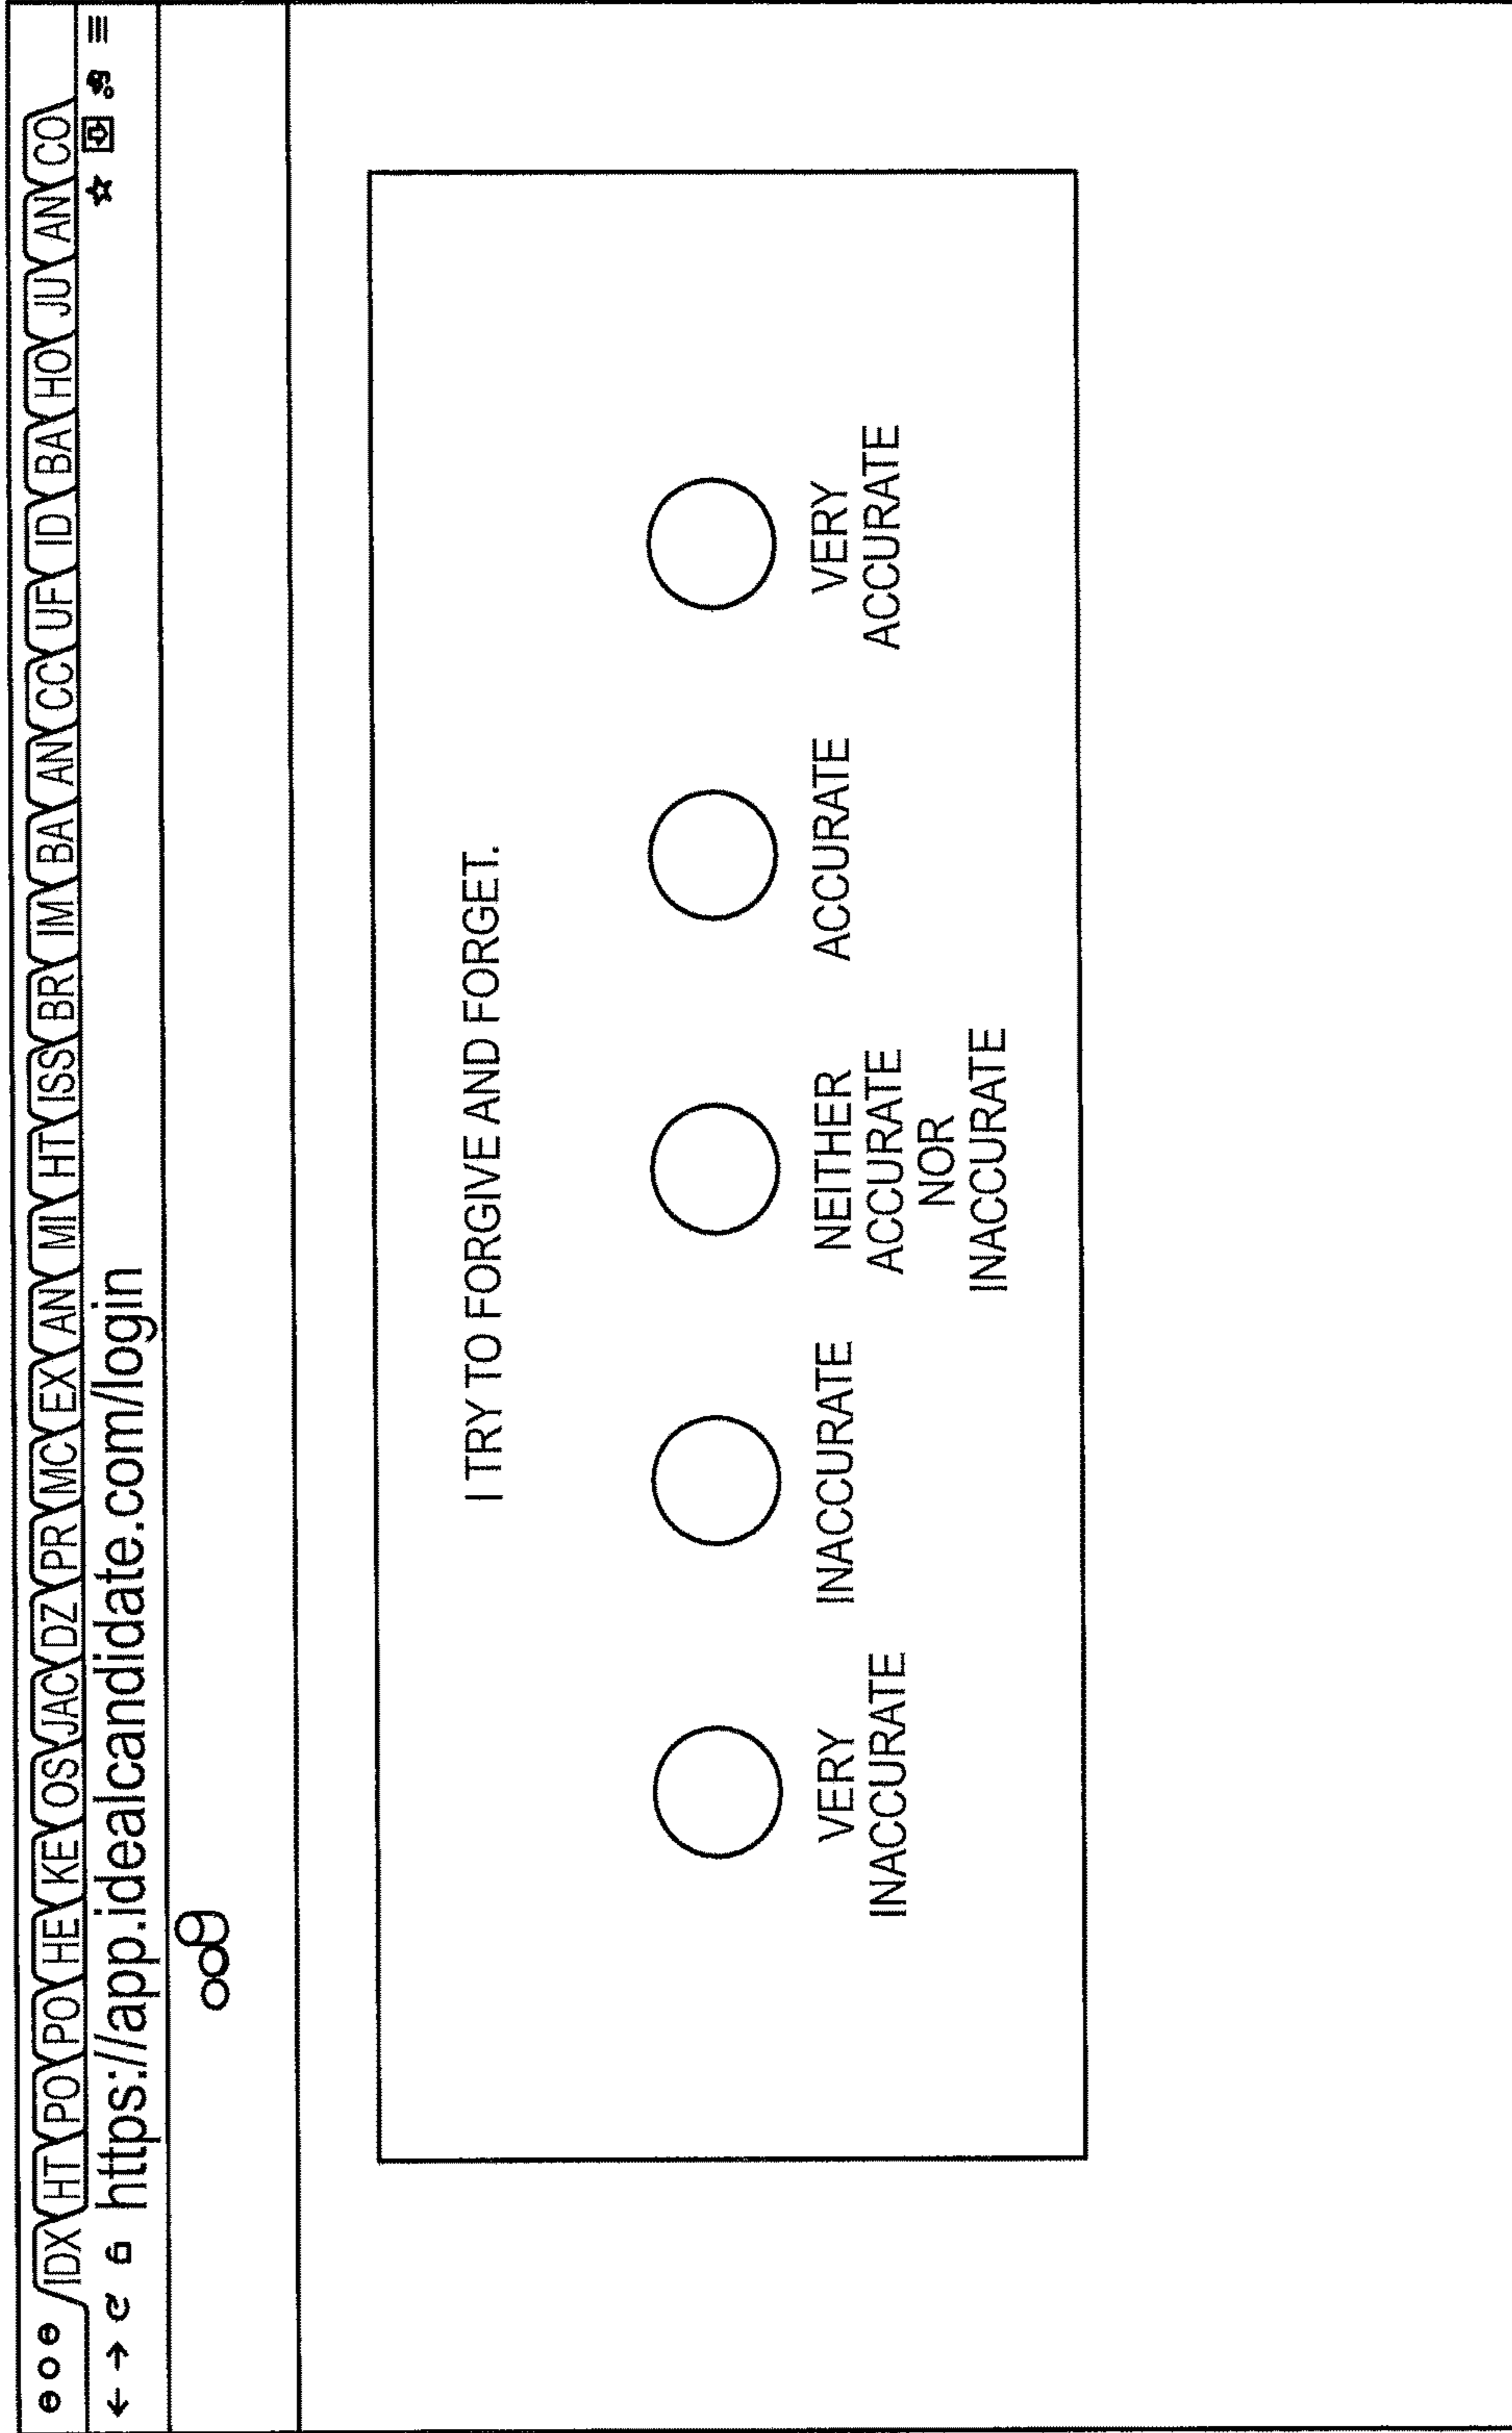 IDX HT PO PO HE KE OS JAC DZ PR MC EX AN MI HT ISS BR IM BA AN CC UF ID BA HO JU AN CO
https://app.idealcandidate.com/login
I TRY TO FORGIVE AND FORGET.
VERY
INACCURATE
INACCURATE
NEITHER
ACCURATE
NOR
INACCURATE
ACCURATE
VERY
ACCURATE